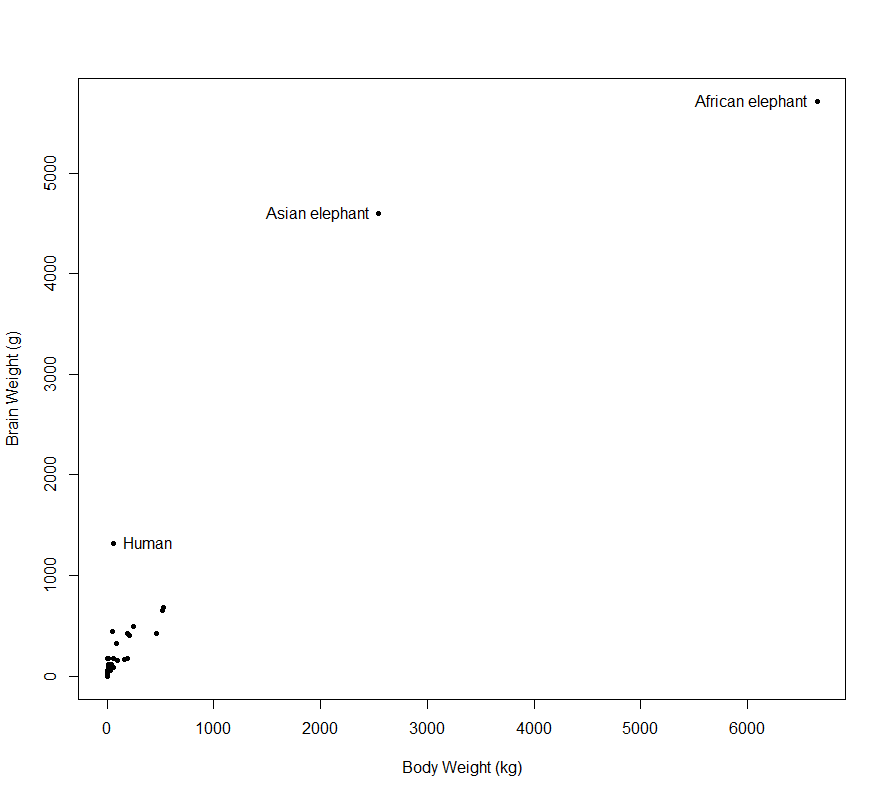 African elephant
Asian elephant
Human
Brain Weight (g)
5000
4000
3000
2000
1000
0
0 1000 2000 3000 4000 5000 6000
Body Weight (kg)